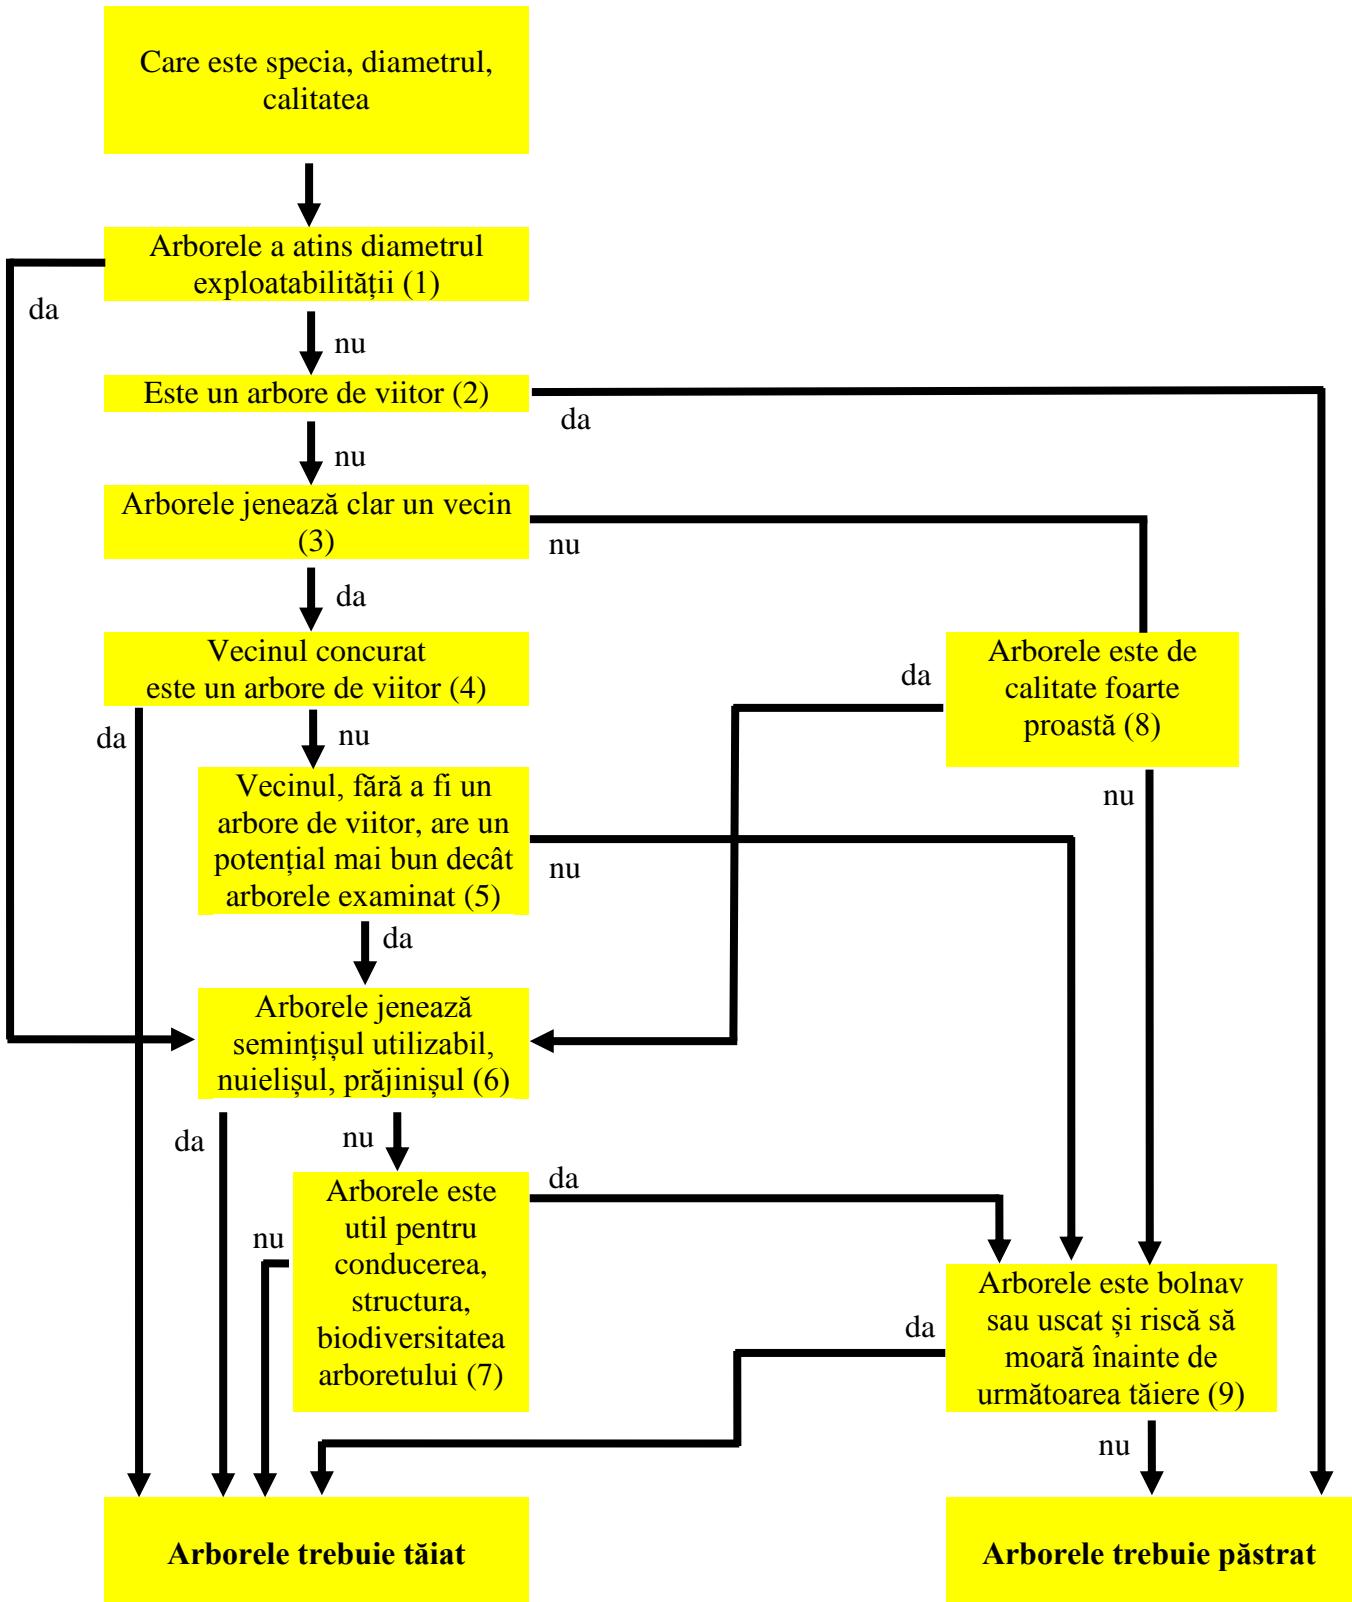 Care este specia, diametrul,
calitatea
Arborele a atins diametrul
exploatabilității (1)
da
nu
Este un arbore de viitor (2)
da
nu
Arborele jenează clar un vecin
(3)
nu
da
Vecinul concurat
este un arbore de viitor (4)
Arborele este de
calitate foarte
proastă (8)
da
da
nu
nu
Vecinul, fără a fi un
arbore de viitor, are un
potențial mai bun decât
arborele examinat (5)
nu
da
Arborele jenează
semințișul utilizabil,
nuielișul, prăjinișul (6)
da
nu
Arborele este
util pentru
conducerea,
structura,
biodiversitatea
arboretului (7)
da
nu
Arborele este bolnav
sau uscat și riscă să
moară înainte de
următoarea tăiere (9)
da
nu
Arborele trebuie tăiat
Arborele trebuie păstrat